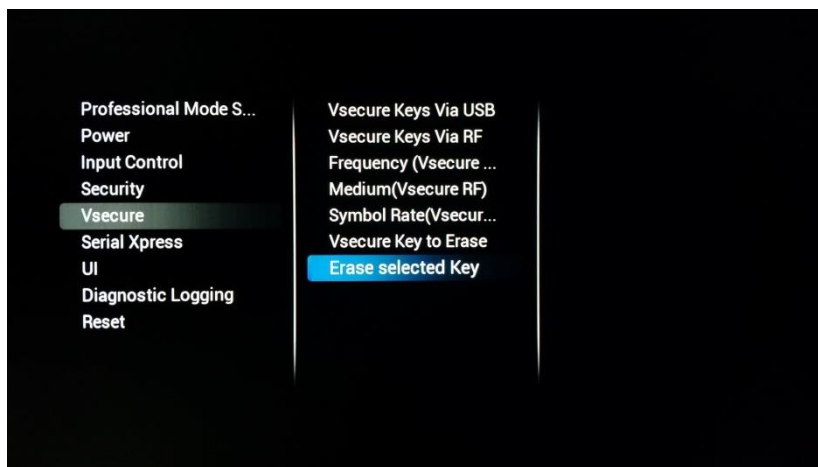 Professional Mode S...
Power
Input Control
Security
Vsecure
Serial Xpress
UI
Diagnostic Logging
Reset
Vsecure Keys Via USB
Vsecure Keys Via RF
Frequency (Vsecure ...
Medium(Vsecure RF)
Symbol Rate(Vsecur...
Vsecure Key to Erase
Erase selected Key